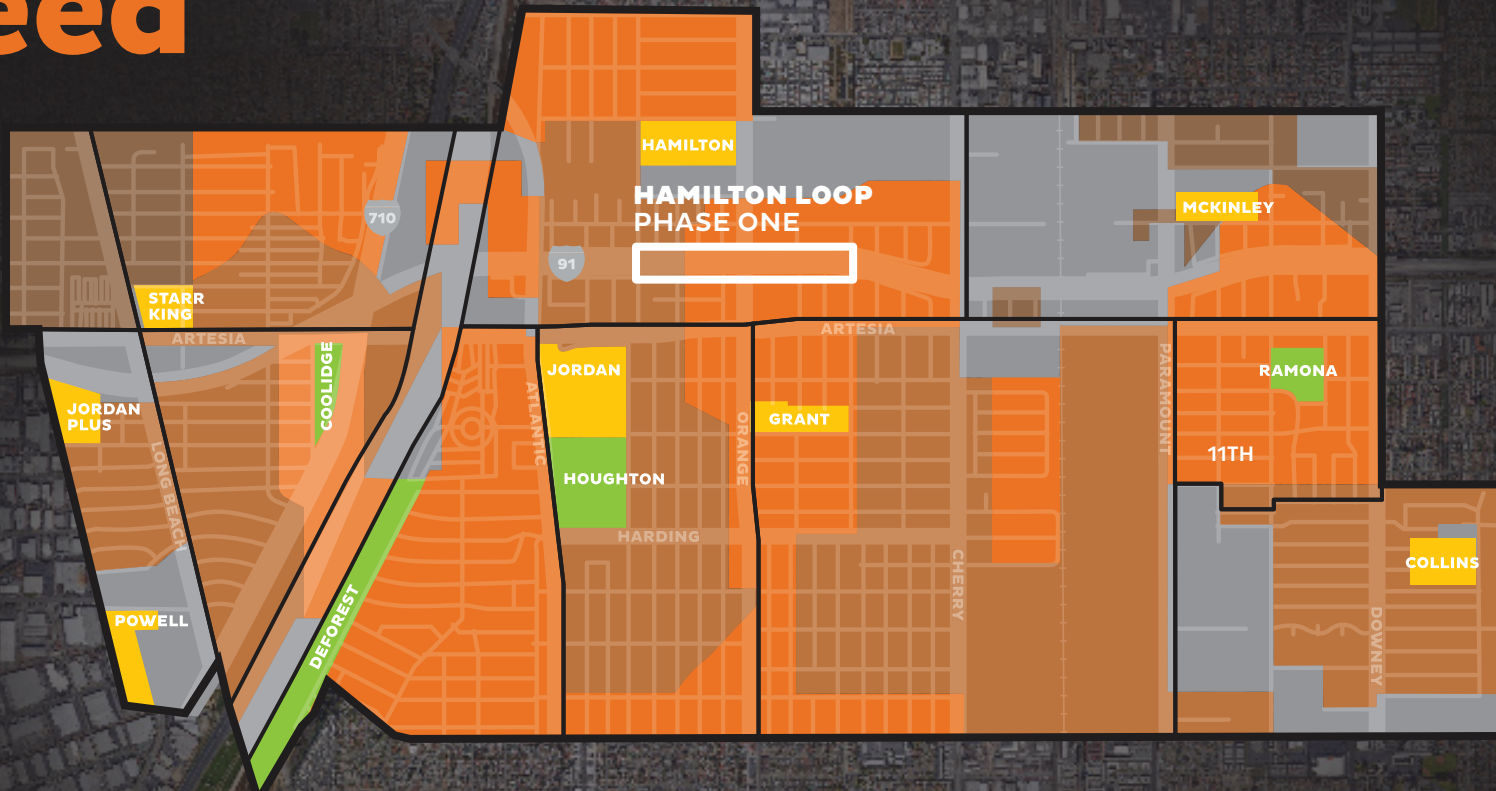 eed
HAMILTON
HAMILTON LOOP
PHASE ONE
MCKINLEY
710
91
STARR
KING
ARTESIA
ARTESIA
COOLIDGE
JORDAN
PLUS
JORDAN
ATLANTIC
ORANGE
GRANT
PARAMOUNT
RAMONA
11TH
LONG BEACH
HOUGHTON
HARDING
CHERRY
COLLINS
POWELL
DEFOREST
DOWNEY